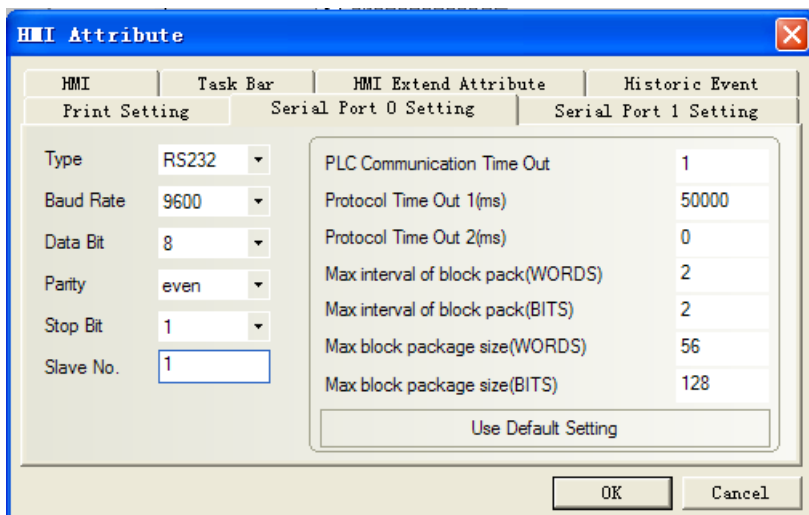 HMI Attribute
HMI Task Bar HMI Extend Attribute Historic Event
Print Setting Serial Port 0 Setting Serial Port 1 Setting
Type RS232
Baud Rate 9600
Data Bit 8
Parity even
Stop Bit 1
Slave No. 1
PLC Communication Time Out 1
Protocol Time Out 1(ms) 50000
Protocol Time Out 2(ms) 0
Max interval of block pack(WORDS) 2
Max interval of block pack(BITS) 2
Max block package size(WORDS) 56
Max block package size(BITS) 128
Use Default Setting
OK Cancel